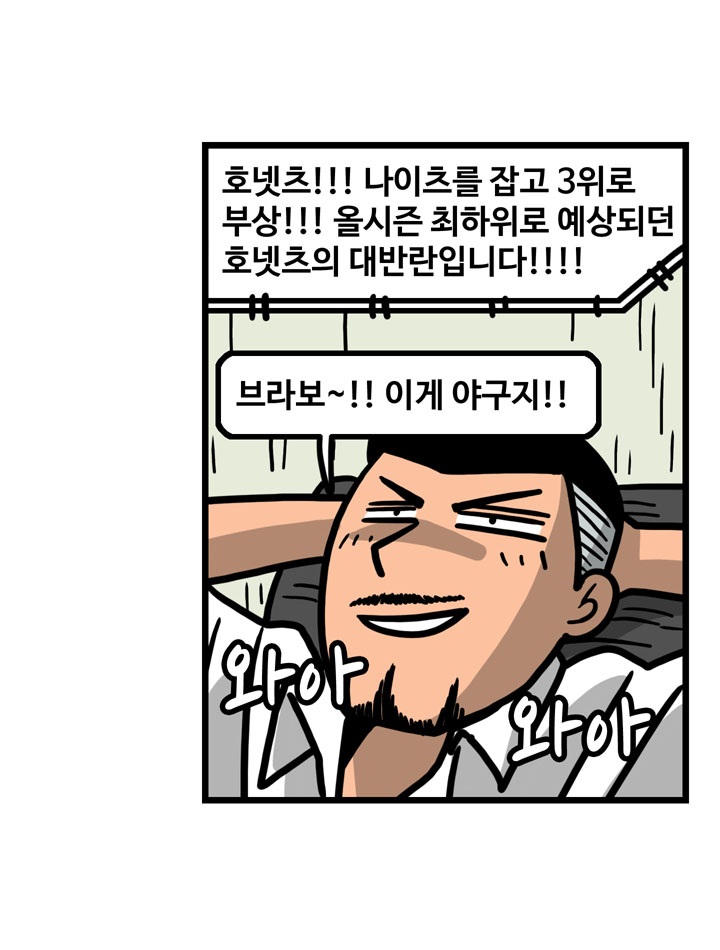 호넷츠!!! 나이츠를 잡고 3위로
부상!!! 올시즌 최하위로 예상되던
호넷츠의 대반란입니다!!!!
브라보~!! 이게 야구지!!
와아
와아